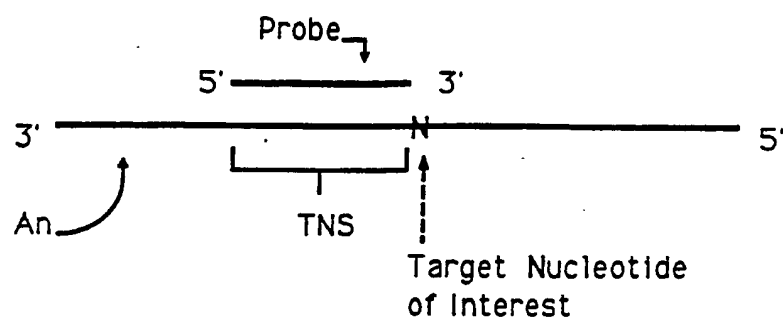 Probe
5' 3'
3' N 5'
An
TNS
Target Nucleotide
of Interest